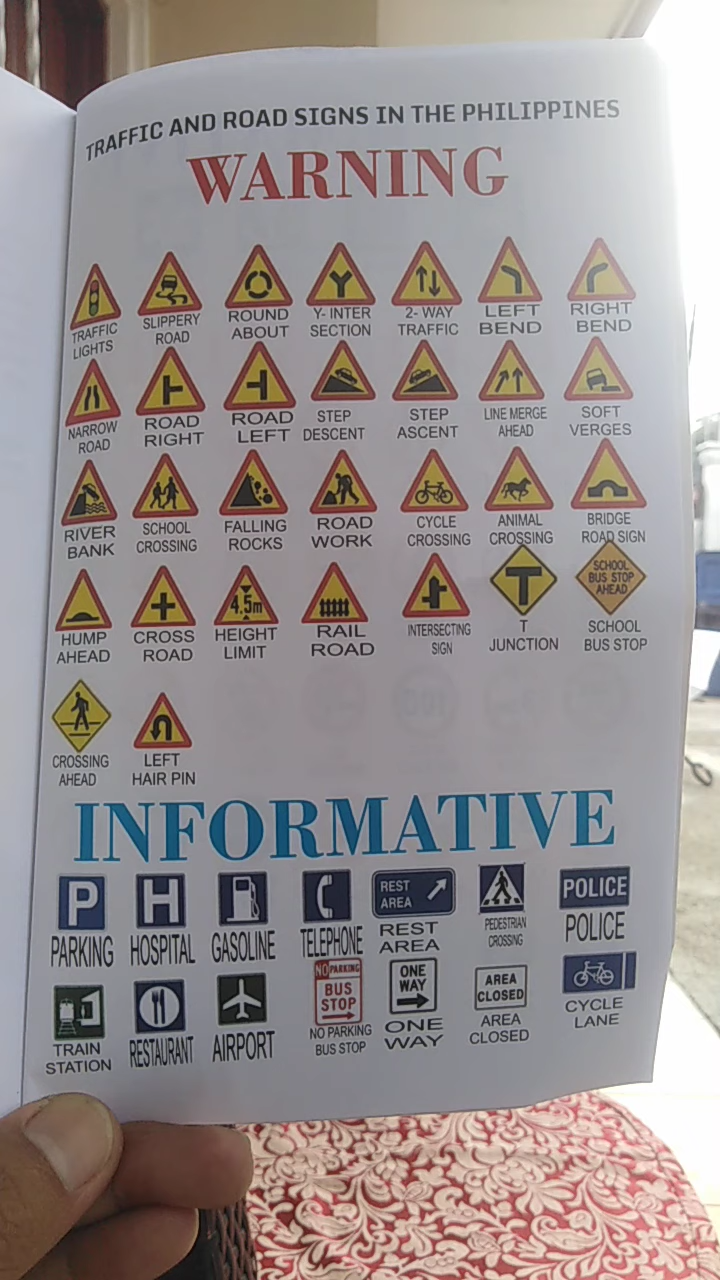 TRAFFIC AND ROAD SIGNS IN THE PHILIPPINES
WARNING
TRAFFIC LIGHTS
SLIPPERY ROAD
ROUND ABOUT
Y- INTER SECTION
2- WAY TRAFFIC
LEFT BEND
RIGHT BEND
NARROW ROAD
ROAD RIGHT
ROAD LEFT
STEP DESCENT
STEP ASCENT
LINE MERGE AHEAD
SOFT VERGES
RIVER BANK
SCHOOL CROSSING
FALLING ROCKS
ROAD WORK
CYCLE CROSSING
ANIMAL CROSSING
BRIDGE ROAD SIGN
HUMP AHEAD
CROSS ROAD
4.5m
HEIGHT LIMIT
RAIL ROAD
INTERSECTING SIGN
T JUNCTION
SCHOOL BUS STOP AHEAD
SCHOOL BUS STOP
CROSSING AHEAD
LEFT HAIR PIN
INFORMATIVE
P
PARKING
H
HOSPITAL
GASOLINE
TELEPHONE
REST AREA
REST AREA
PEDESTRIAN CROSSING
POLICE
POLICE
TRAIN STATION
RESTAURANT
AIRPORT
NO PARKING
BUS STOP
NO PARKING BUS STOP
ONE WAY
ONE WAY
AREA CLOSED
AREA CLOSED
CYCLE LANE